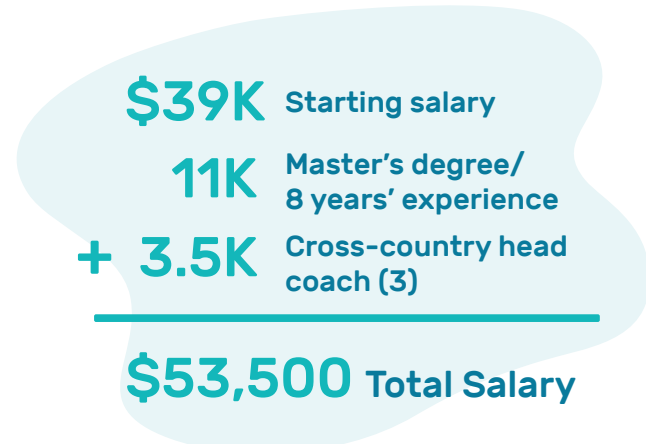 $39K Starting salary
11K Master's degree/
8 years' experience
+ 3.5K Cross-country head
coach (3)
$53,500 Total Salary